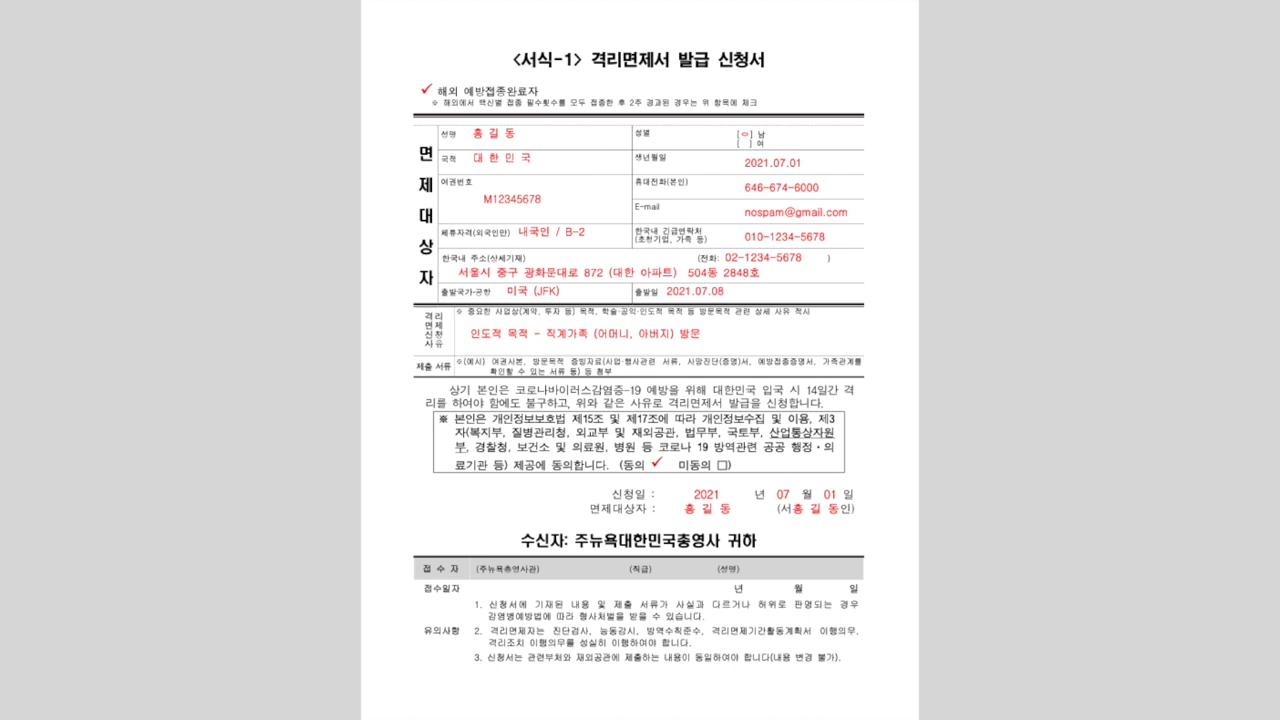 <서식-1> 격리면제서 발급 신청서
✓ 해외 예방접종완료자
※ 해외에서 백신별 접종 필수횟수를 모두 접종한 후 2주 경과된 경우는 위 항목에 체크
면제대상자
성명 홍 길 동 성별 [ㅇ] 남
[ ] 여
국적 대 한 민 국 생년월일 2021.07.01
여권번호 M12345678 휴대전화(본인) 646-674-6000
E-mail nospam@gmail.com
체류자격(외국인만) 내국인 / B-2 한국내 긴급연락처 010-1234-5678
(초천기업, 가족 등)
한국내 주소(상세기재) (전화: 02-1234-5678 )
서울시 중구 광화문대로 872 (대한 아파트) 504동 2848호
출발국가·공항 미국 (JFK) 출발일 2021.07.08
격리
면제
신청
사유
※ 중요한 사업상(계약, 투자 등) 목적, 학술·공익·인도적 목적 등 방문목적 관련 상세 사유 적시
인도적 목적 - 직계가족 (어머니, 아버지) 방문
제출 서류 ※(예시) 여권사본, 방문목적 증빙자료(사업·행사관련 서류, 사망진단(증명)서, 예방접종증명서, 가족관계를
확인할 수 있는 서류 등) 등 첨부
상기 본인은 코로나바이러스감염증-19 예방을 위해 대한민국 입국 시 14일간 격
리를 하여야 함에도 불구하고, 위와 같은 사유로 격리면제서 발급을 신청합니다.
※ 본인은 개인정보보호법 제15조 및 제17조에 따라 개인정보수집 및 이용, 제3
자(복지부, 질병관리청, 외교부 및 재외공관, 법무부, 국토부, 산업통상자원
부, 경찰청, 보건소 및 의료원, 병원 등 코로나 19 방역관련 공공 행정·의
료기관 등) 제공에 동의합니다. (동의 ✓ 미동의 □)
신청일 : 2021 년 07 월 01 일
면제대상자 : 홍 길 동 (서홍 길 동인)
수신자: 주뉴욕대한민국총영사 귀하
접 수 자 (주뉴욕총영사관) (직급) (성명)
접수일자 년 월 일
유의사항
1. 신청서에 기재된 내용 및 제출 서류가 사실과 다르거나 허위로 판명되는 경우
감염병예방법에 따라 형사처벌을 받을 수 있습니다.
2. 격리면제자는 진단검사, 능동감시, 방역수칙준수, 격리면제기간활동계획서 이행의무,
격리조치 이행의무를 성실히 이행하여야 합니다.
3. 신청서는 관련부처와 재외공관에 제출하는 내용이 동일하여야 합니다(내용 변경 불가).